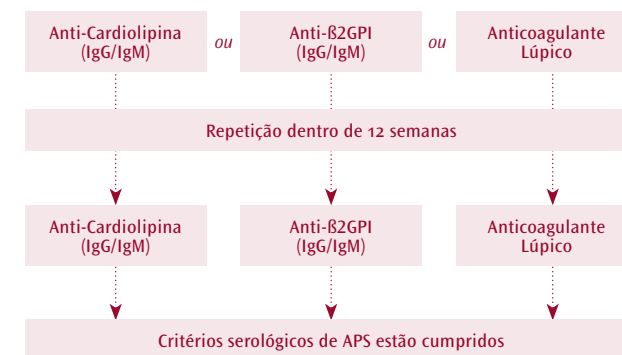 Anti-Cardiolipina
(IgG/IgM)
ou
Anti-ß2GPI
(IgG/IgM)
ou
Anticoagulante
Lúpico
Repetição dentro de 12 semanas
Anti-Cardiolipina
(IgG/IgM)
Anti-ß2GPI
(IgG/IgM)
Anticoagulante
Lúpico
Critérios serológicos de APS estão cumpridos